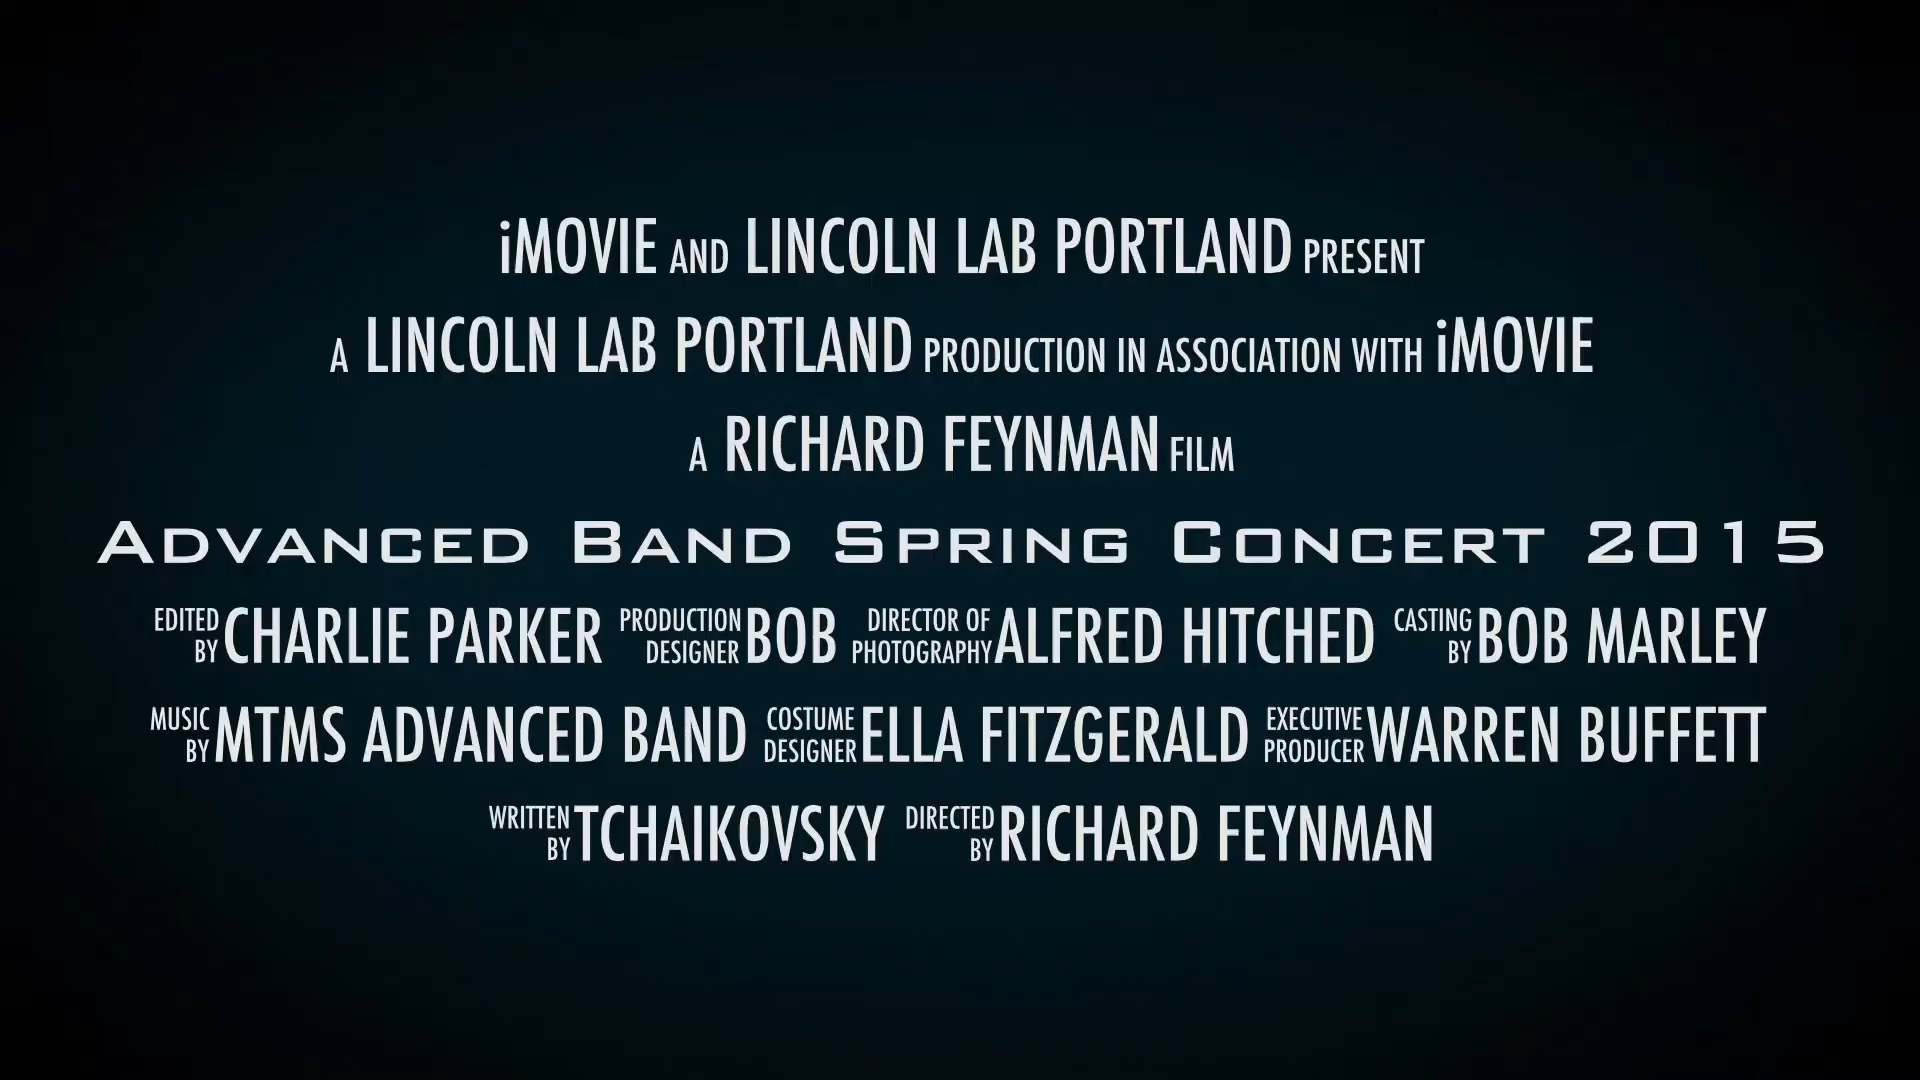 iMOVIE AND LINCOLN LAB PORTLAND PRESENT
A LINCOLN LAB PORTLAND PRODUCTION IN ASSOCIATION WITH iMOVIE
A RICHARD FEYNMAN FILM
ADVANCED BAND SPRING CONCERT 2015
EDITED BY CHARLIE PARKER PRODUCTION DESIGNER BOB DIRECTOR OF PHOTOGRAPHY ALFRED HITCHED CASTING BY BOB MARLEY
MUSIC BY MTMS ADVANCED BAND COSTUME DESIGNER ELLA FITZGERALD EXECUTIVE PRODUCER WARREN BUFFETT
WRITTEN BY TCHAIKOVSKY DIRECTED BY RICHARD FEYNMAN